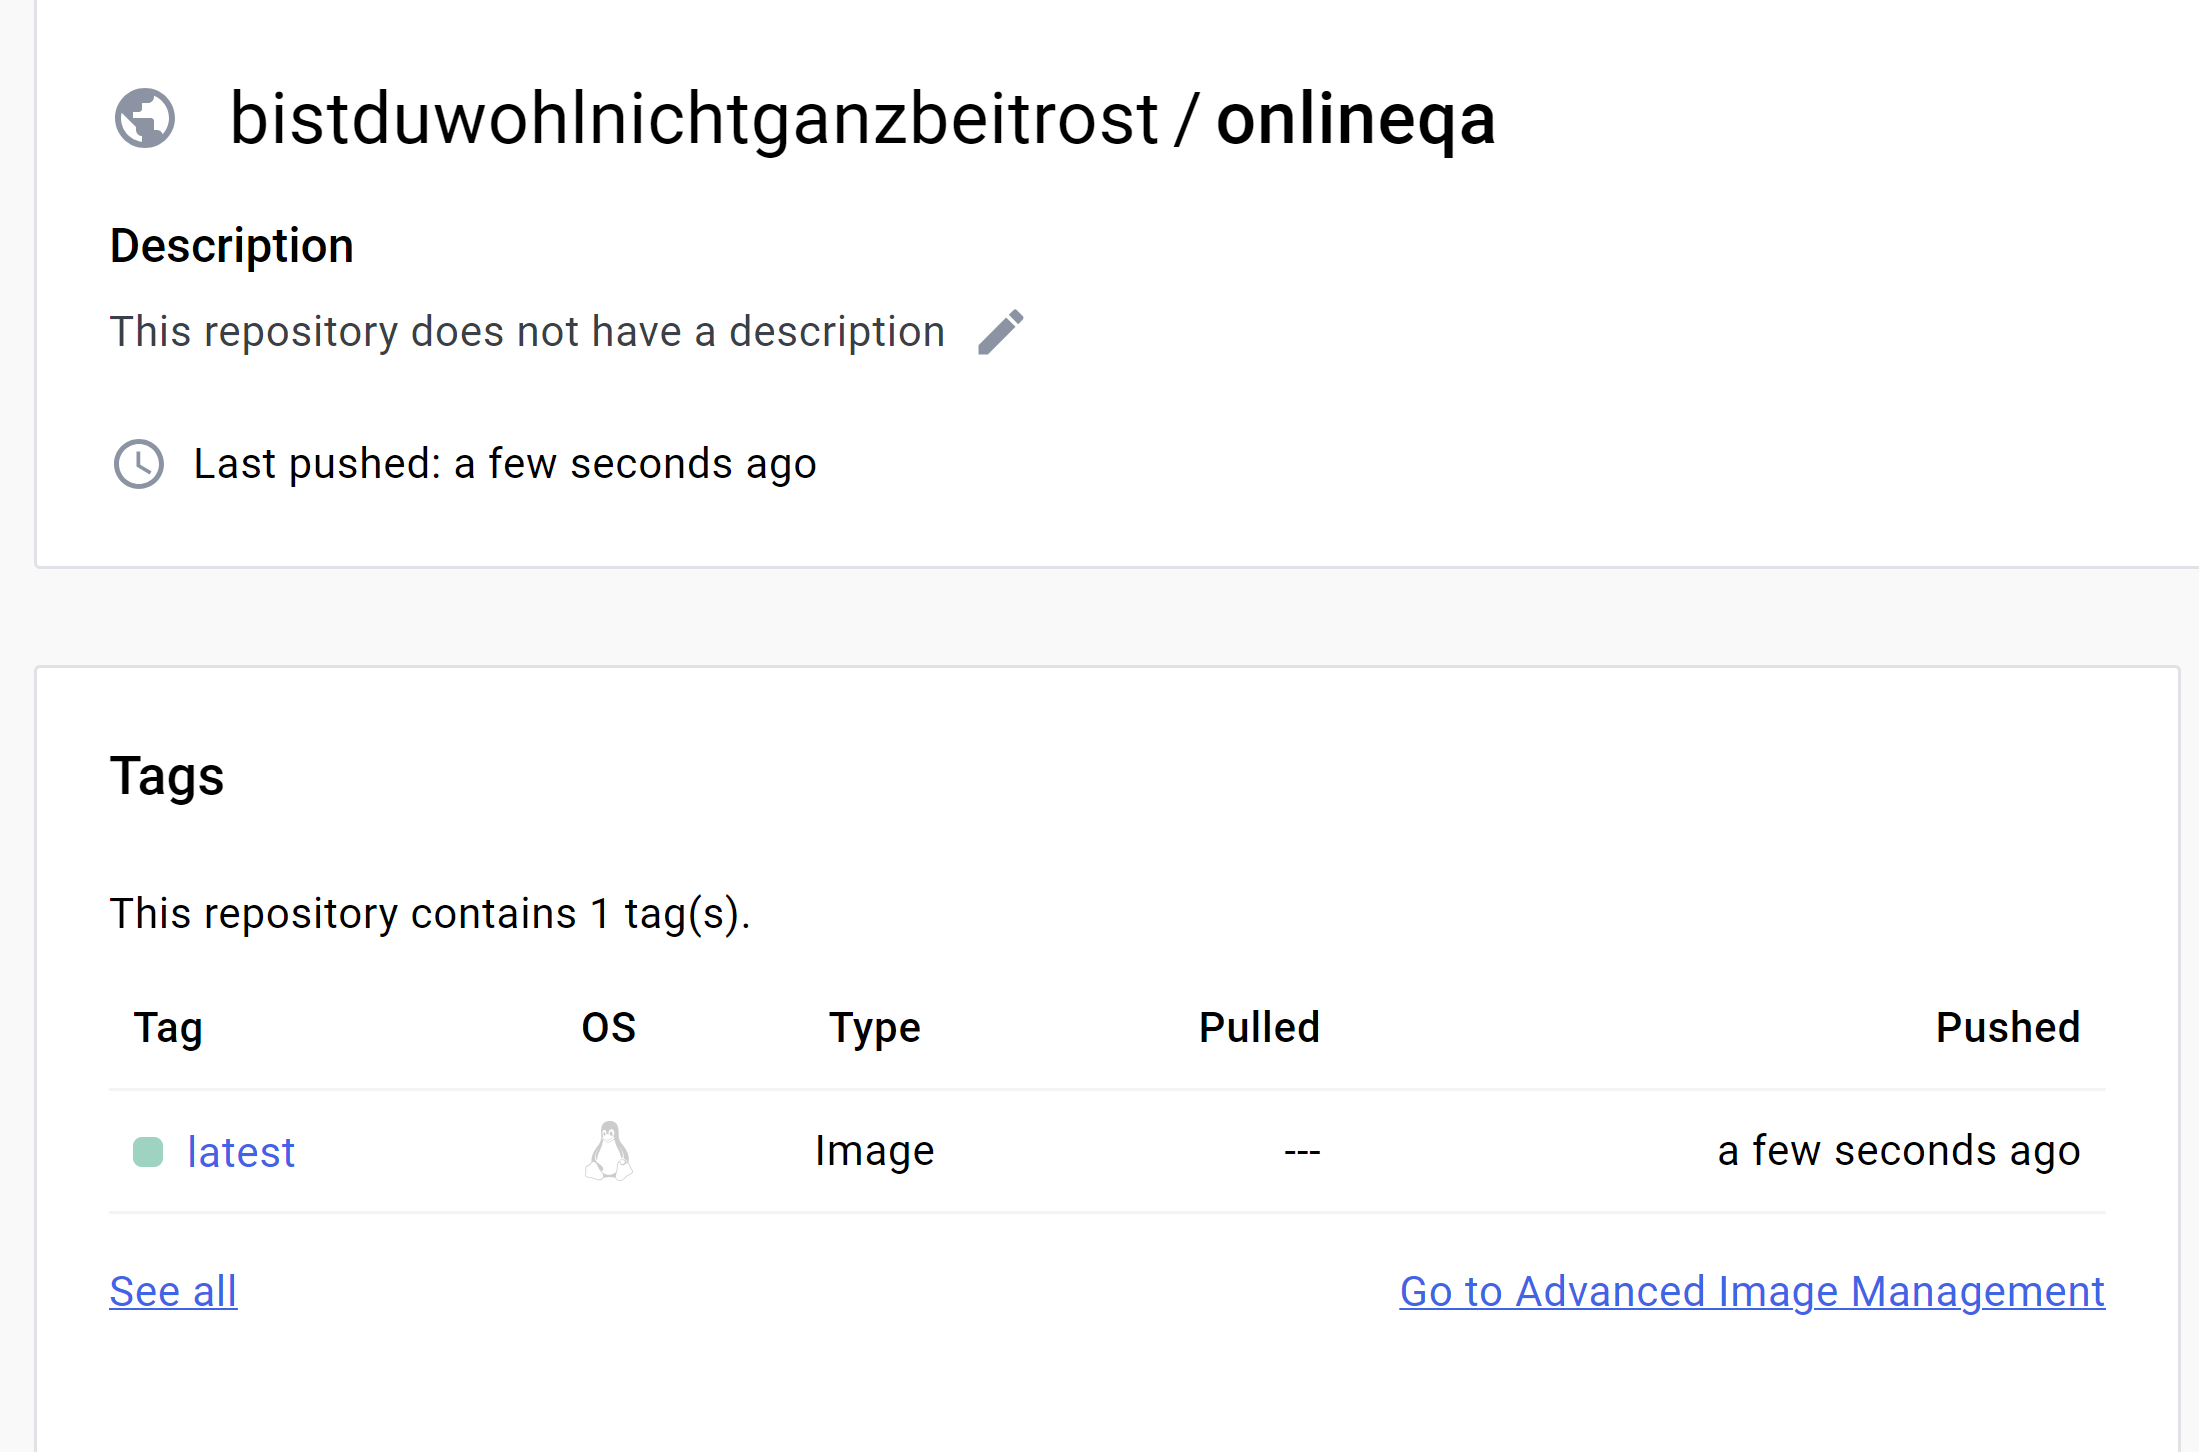 bistduwohlnichtganzbeitrost / onlineqa
Description
This repository does not have a description
Last pushed: a few seconds ago
Tags
This repository contains 1 tag(s).
Tag OS Type Pulled Pushed
latest Image --- a few seconds ago
See all Go to Advanced Image Management